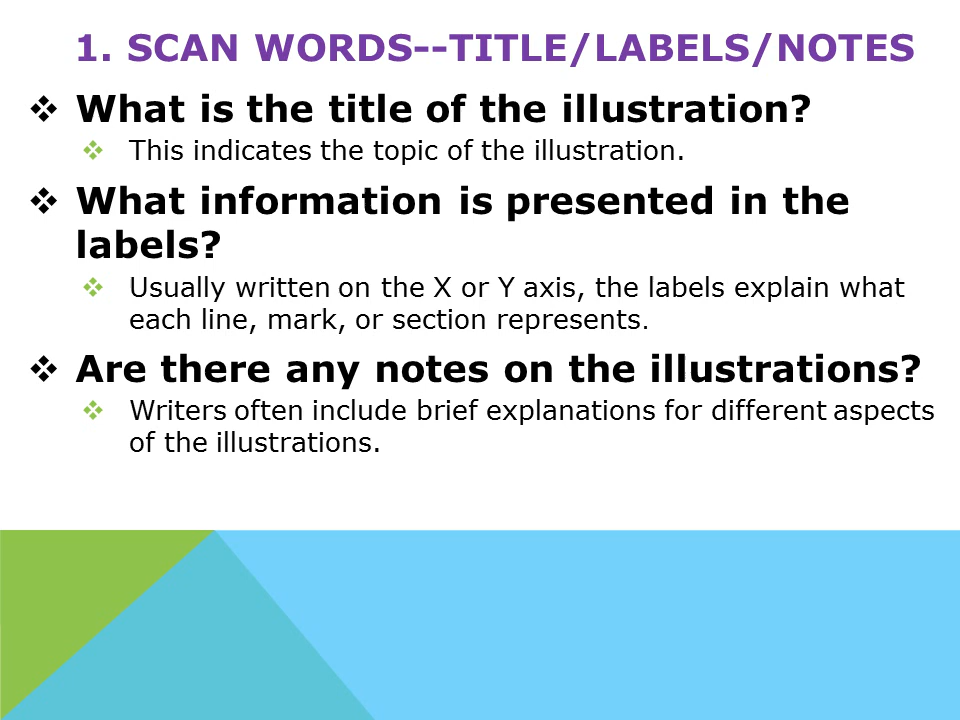 1. SCAN WORDS--TITLE/LABELS/NOTES
❖ What is the title of the illustration?
❖ This indicates the topic of the illustration.
❖ What information is presented in the
labels?
❖ Usually written on the X or Y axis, the labels explain what
each line, mark, or section represents.
❖ Are there any notes on the illustrations?
❖ Writers often include brief explanations for different aspects
of the illustrations.